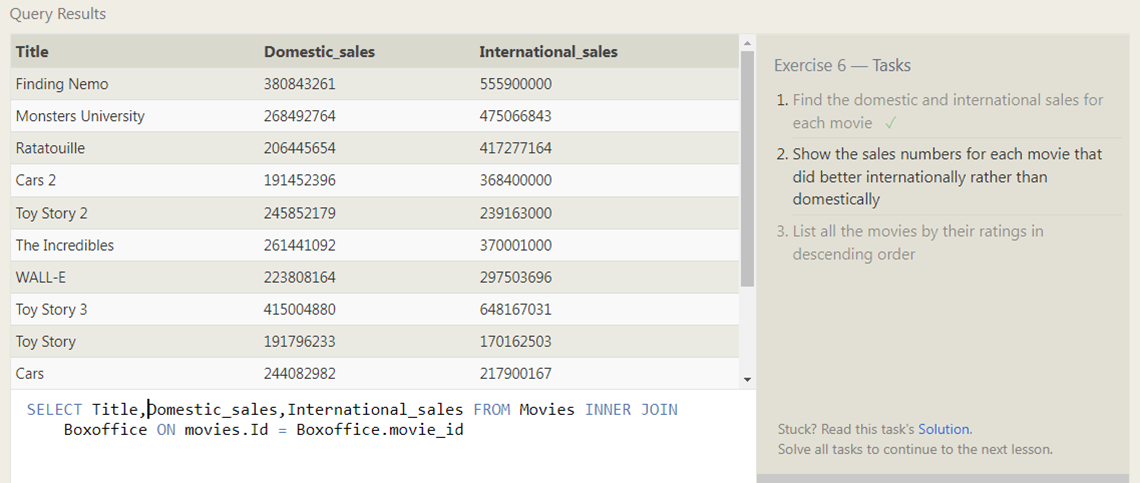 Query Results
Title Domestic_sales International_sales
Finding Nemo 380843261 555900000
Monsters University 268492764 475066843
Ratatouille 206445654 417277164
Cars 2 191452396 368400000
Toy Story 2 245852179 239163000
The Incredibles 261441092 370001000
WALL-E 223808164 297503696
Toy Story 3 415004880 648167031
Toy Story 191796233 170162503
Cars 244082982 217900167
SELECT Title,Domestic_sales,International_sales FROM Movies INNER JOIN
Boxoffice ON movies.Id = Boxoffice.movie_id
Exercise 6 — Tasks
1. Find the domestic and international sales for
each movie ✓
2. Show the sales numbers for each movie that
did better internationally rather than
domestically
3. List all the movies by their ratings in
descending order
Stuck? Read this task's Solution.
Solve all tasks to continue to the next lesson.